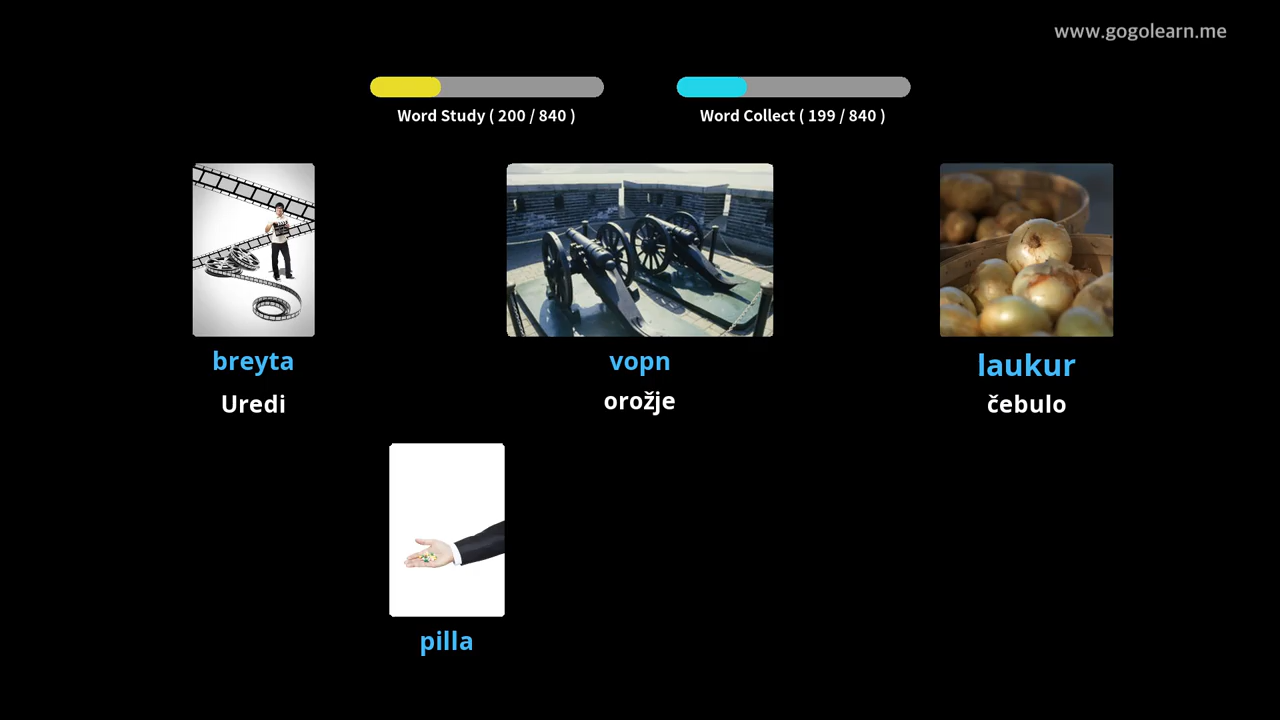 www.gogolearn.me
Word Study ( 200 / 840 )
Word Collect ( 199 / 840 )
breyta
Uredi
vopn
orožje
laukur
čebulo
pilla